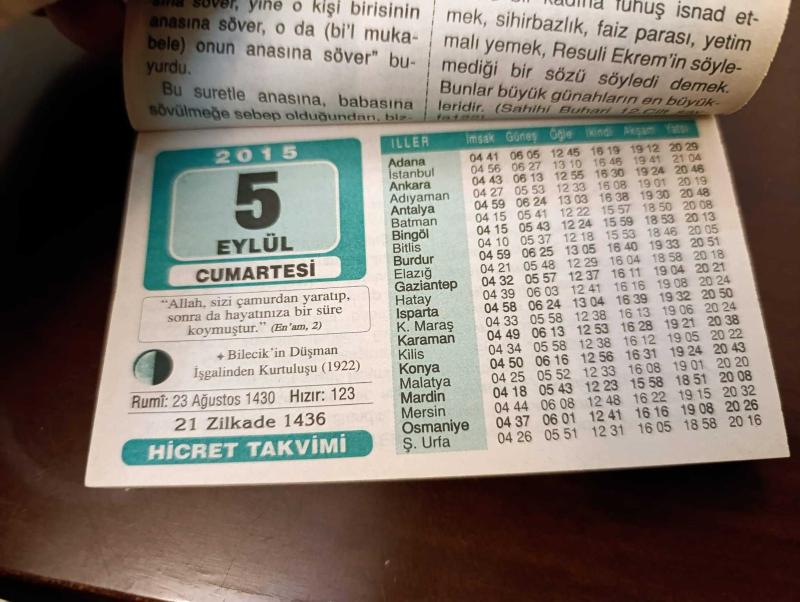 sına söver, yine o kişi birisinin
anasına söver, o da (bi'l muka-
bele) onun anasına söver" bu-
yurdu.
Bu suretle anasına, babasına
sövülmeğe sebep olduğundan, biz-
bir kadına fuhuş isnad et-
mek, sihirbazlık, faiz parası, yetim
malı yemek, Resuli Ekrem'in söyle-
mediği bir sözü söyledi demek.
Bunlar büyük günahların en büyük-
leridir. (Sahihi Buhari 12.Cilt
2015
5
EYLÜL
CUMARTESİ
"Allah, sizi çamurdan yaratıp,
sonra da hayatınıza bir süre
koymuştur." (En'am, 2)
+ Bilecik'in Düşman
İşgalinden Kurtuluşu (1922)
Rumî: 23 Ağustos 1430 Hızır: 123
21 Zilkade 1436
HİCRET TAKVİMİ
İLLER İmsak Güneş Öğle İkindi Akşam Yatsı
Adana 04 41 06 05 12 45 16 19 19 12 20 29
İstanbul 04 56 06 27 13 10 16 46 19 41 21 04
Ankara 04 43 06 13 12 55 16 30 19 24 20 46
Adıyaman 04 27 05 53 12 33 16 08 19 01 20 19
Antalya 04 59 06 24 13 03 16 38 19 30 20 48
Batman 04 15 05 41 12 22 15 57 18 50 20 08
Bingöl 04 15 05 43 12 24 15 59 18 53 20 13
Bitlis 04 10 05 37 12 18 15 53 18 46 20 05
Burdur 04 59 06 25 13 05 16 40 19 33 20 51
Elazığ 04 21 05 48 12 29 16 04 18 58 20 18
Gaziantep 04 32 05 57 12 37 16 11 19 04 20 21
Hatay 04 39 06 03 12 41 16 16 19 08 20 24
Isparta 04 58 06 24 13 04 16 39 19 32 20 50
K. Maraş 04 33 05 58 12 38 16 13 19 06 20 24
Karaman 04 49 06 13 12 53 16 28 19 21 20 38
Kilis 04 34 05 58 12 38 16 12 19 05 20 22
Konya 04 50 06 16 12 56 16 31 19 24 20 43
Malatya 04 25 05 52 12 33 16 08 19 01 20 20
Mardin 04 18 05 43 12 23 15 58 18 51 20 08
Mersin 04 44 06 08 12 48 16 22 19 15 20 32
Osmaniye 04 37 06 01 12 41 16 16 19 08 20 26
Ş. Urfa 04 26 05 51 12 31 16 05 18 58 20 16